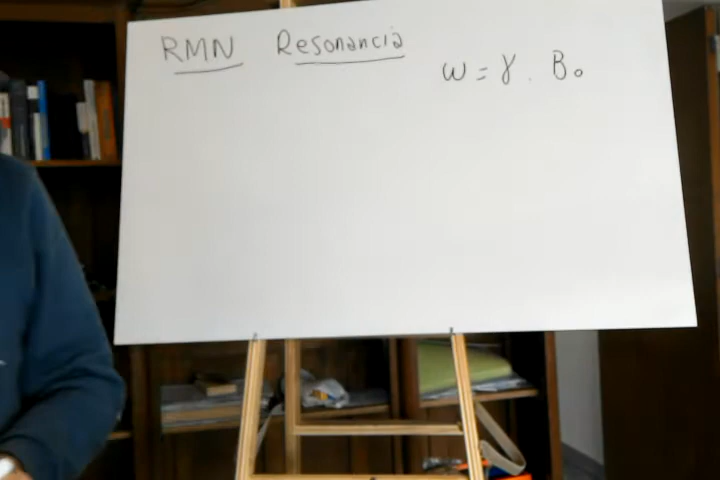 RMN Resonancia
ω = γ . B₀